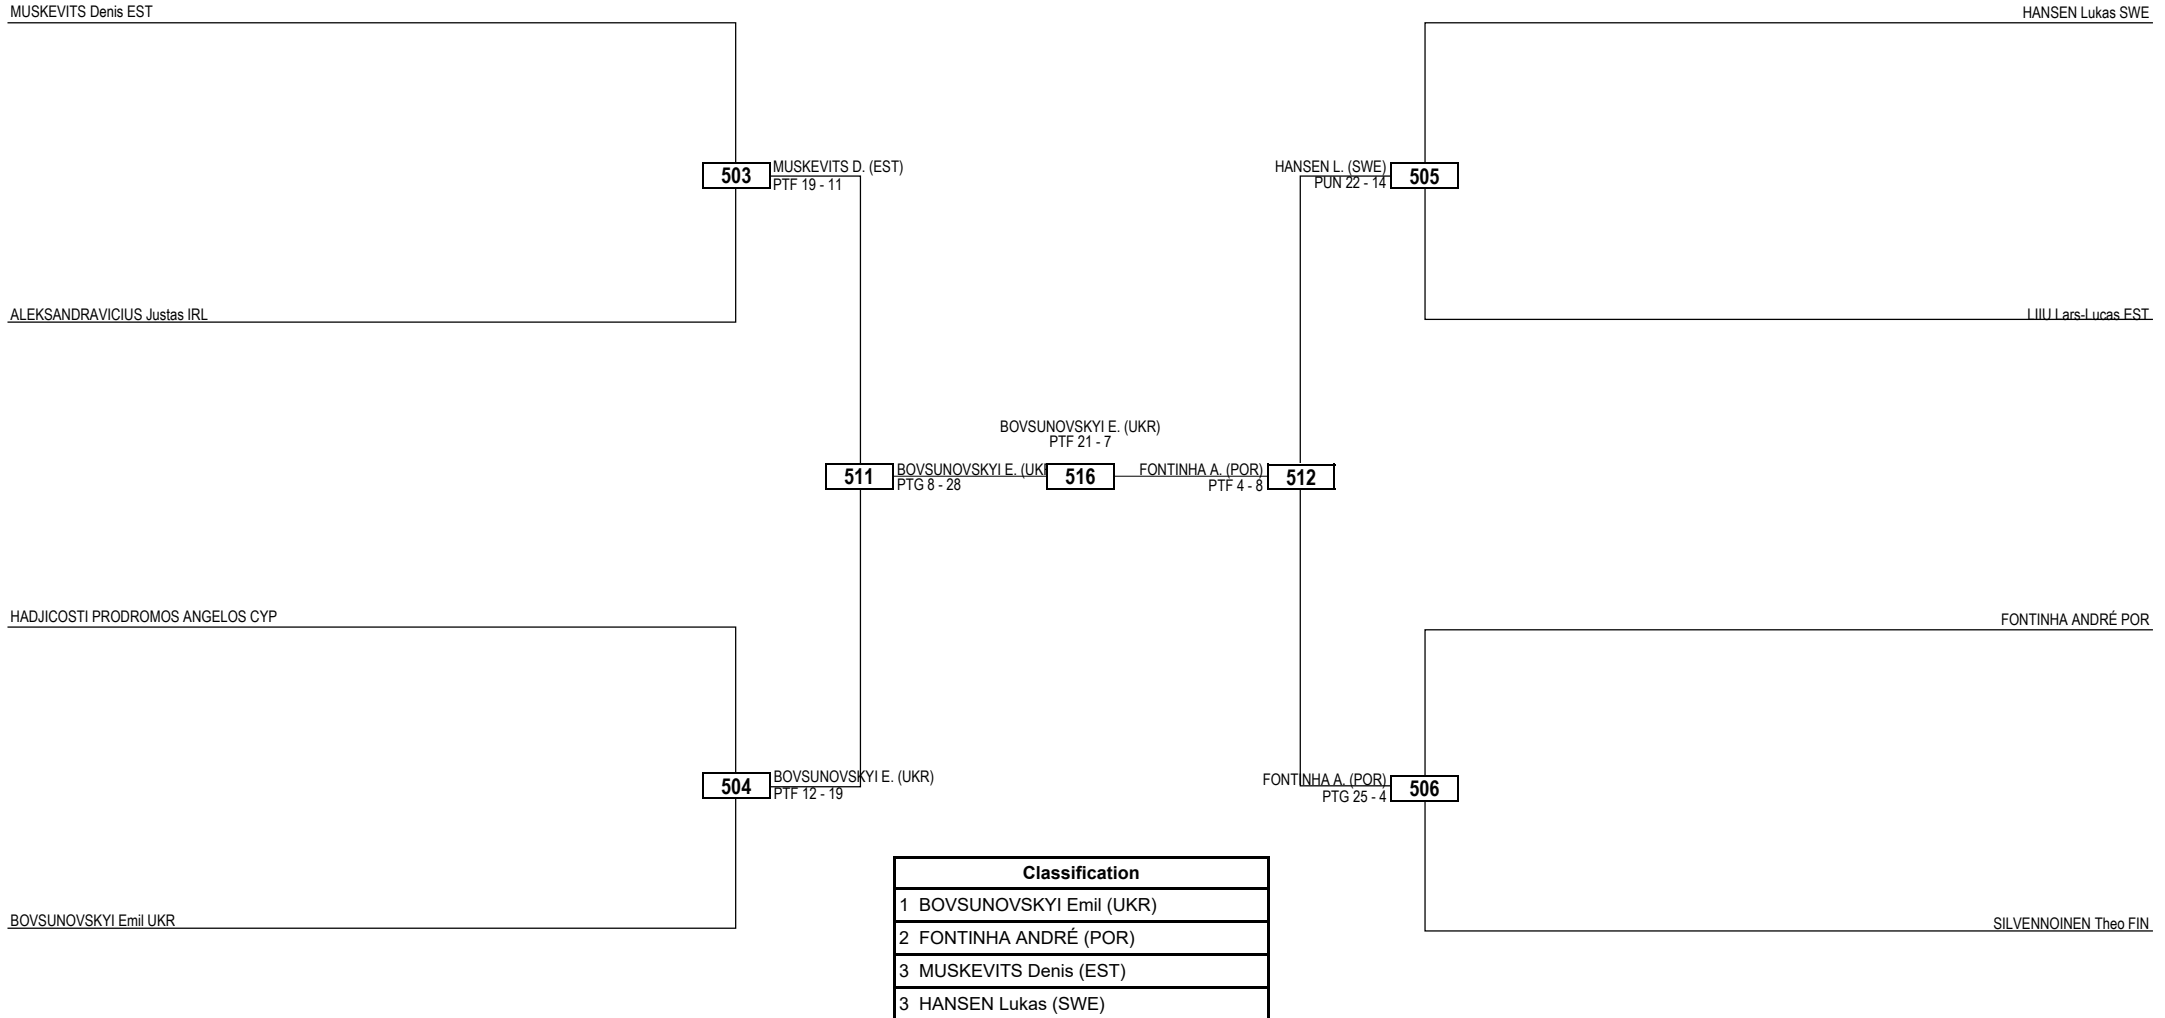 MUSKEVITS Denis EST
HANSEN Lukas SWE
503
MUSKEVITS D. (EST)
PTF 19 - 11
HANSEN L. (SWE)
PUN 22 - 14
505
ALEKSANDRAVICIUS Justas IRL
LIIU Lars-Lucas EST
BOVSUNOVSKYI E. (UKR)
PTF 21 - 7
511
BOVSUNOVSKYI E. (UK
PTG 8 - 28
516
FONTINHA A. (POR)
PTF 4 - 8
512
HADJICOSTI PRODROMOS ANGELOS CYP
FONTINHA ANDRÉ POR
504
BOVSUNOVSKYI E. (UKR)
PTF 12 - 19
FONTINHA A. (POR)
PTG 25 - 4
506
BOVSUNOVSKYI Emil UKR
SILVENNOINEN Theo FIN
Classification
1 BOVSUNOVSKYI Emil (UKR)
2 FONTINHA ANDRÉ (POR)
3 MUSKEVITS Denis (EST)
3 HANSEN Lukas (SWE)